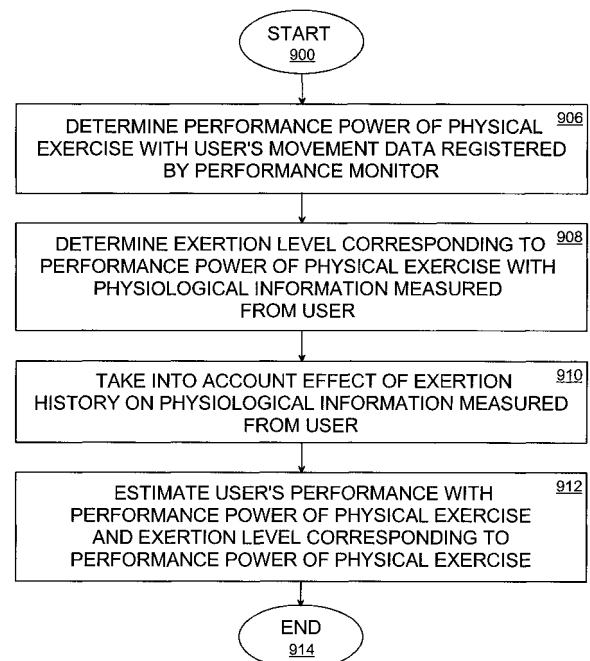 START
900
906
DETERMINE PERFORMANCE POWER OF PHYSICAL
EXERCISE WITH USER'S MOVEMENT DATA REGISTERED
BY PERFORMANCE MONITOR
908
DETERMINE EXERTION LEVEL CORRESPONDING TO
PERFORMANCE POWER OF PHYSICAL EXERCISE WITH
PHYSIOLOGICAL INFORMATION MEASURED
FROM USER
910
TAKE INTO ACCOUNT EFFECT OF EXERTION
HISTORY ON PHYSIOLOGICAL INFORMATION MEASURED
FROM USER
912
ESTIMATE USER'S PERFORMANCE WITH
PERFORMANCE POWER OF PHYSICAL EXERCISE
AND EXERTION LEVEL CORRESPONDING TO
PERFORMANCE POWER OF PHYSICAL EXERCISE
END
914